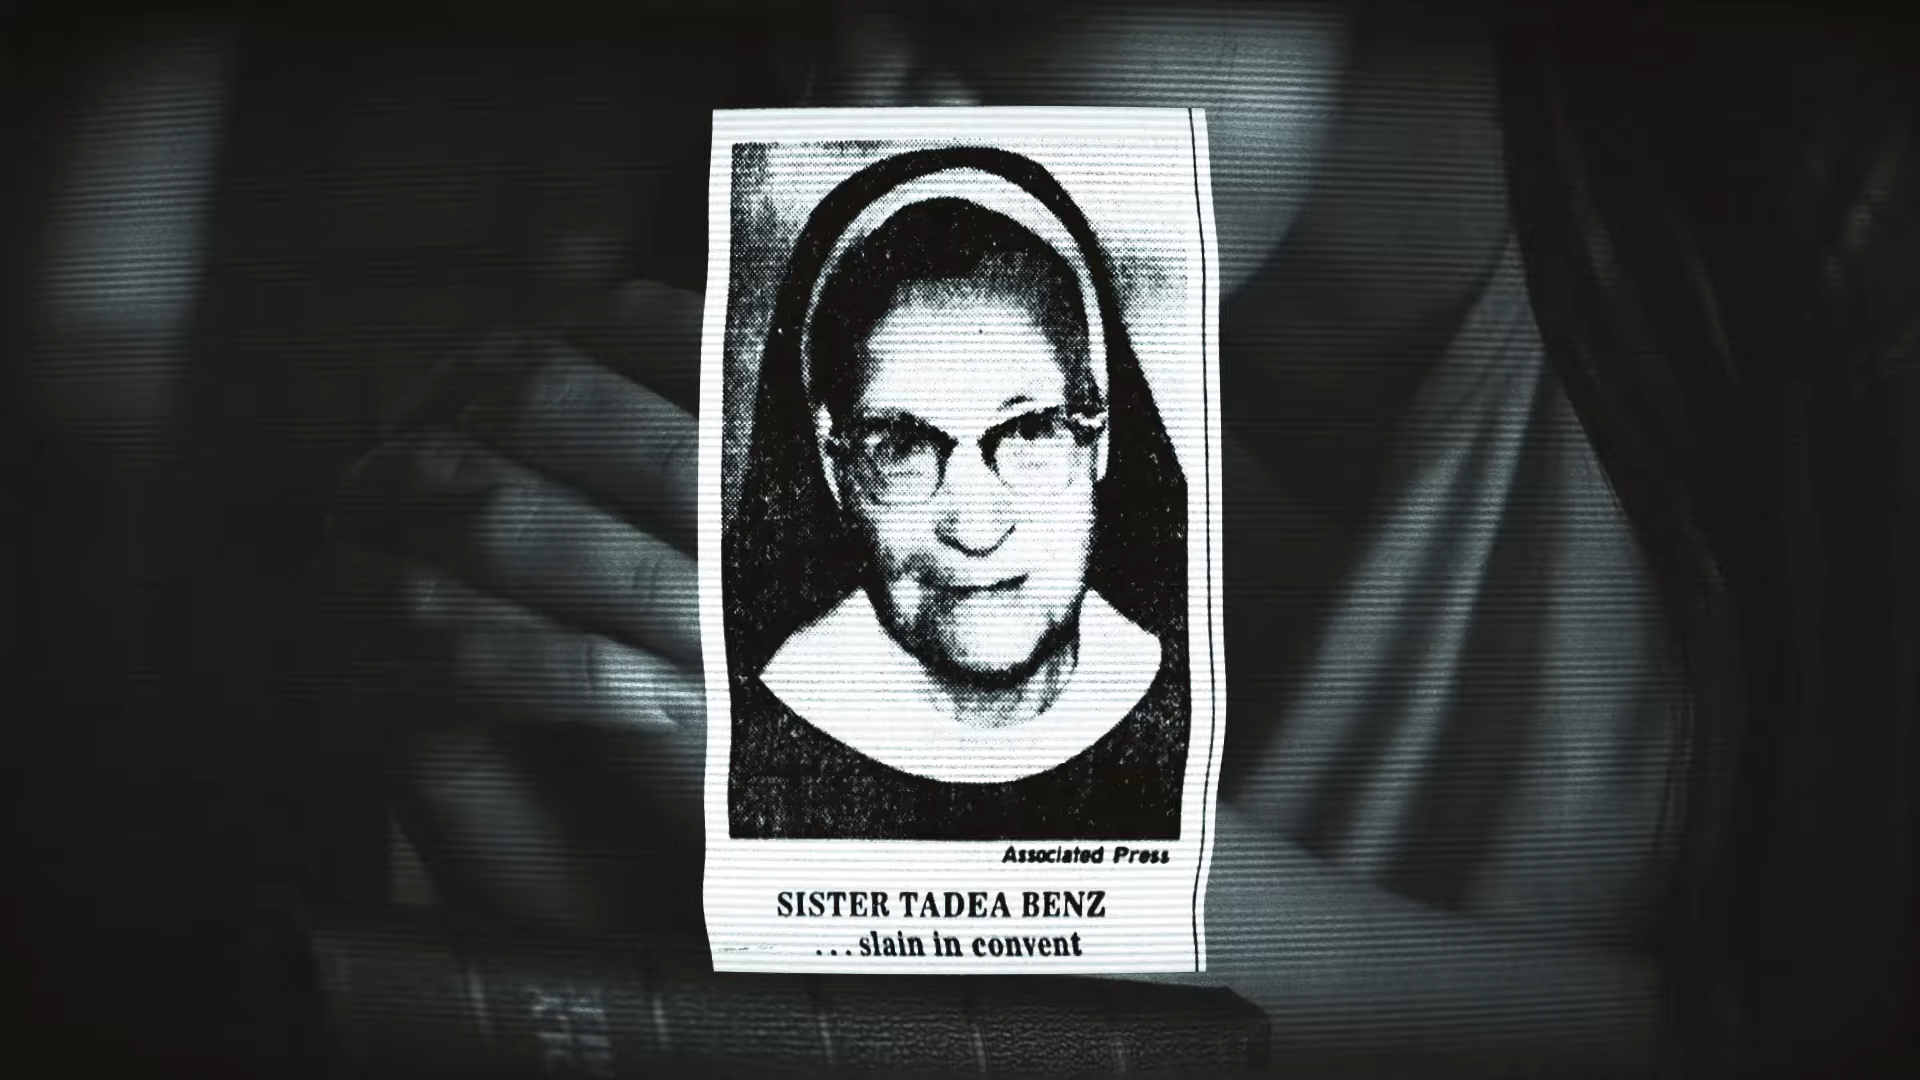 Associated Press
SISTER TADEA BENZ
...slain in convent